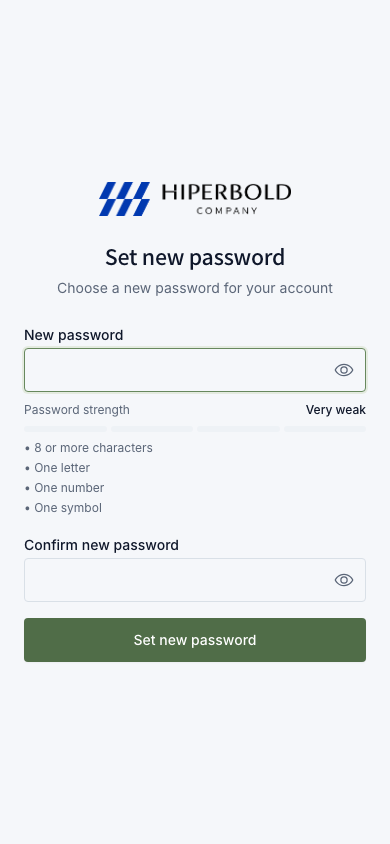 HIPERBOLD
COMPANY
Set new password
Choose a new password for your account
New password
Password strength Very weak
• 8 or more characters
• One letter
• One number
• One symbol
Confirm new password
Set new password